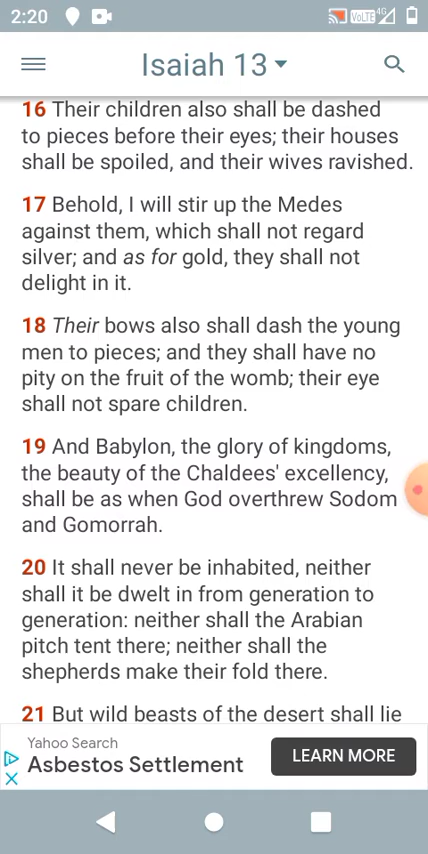 2:20
VoLTE 4G
Isaiah 13
16 Their children also shall be dashed
to pieces before their eyes; their houses
shall be spoiled, and their wives ravished.
17 Behold, I will stir up the Medes
against them, which shall not regard
silver; and as for gold, they shall not
delight in it.
18 Their bows also shall dash the young
men to pieces; and they shall have no
pity on the fruit of the womb; their eye
shall not spare children.
19 And Babylon, the glory of kingdoms,
the beauty of the Chaldees' excellency,
shall be as when God overthrew Sodom
and Gomorrah.
20 It shall never be inhabited, neither
shall it be dwelt in from generation to
generation: neither shall the Arabian
pitch tent there; neither shall the
shepherds make their fold there.
21 But wild beasts of the desert shall lie
Yahoo Search
Asbestos Settlement
LEARN MORE